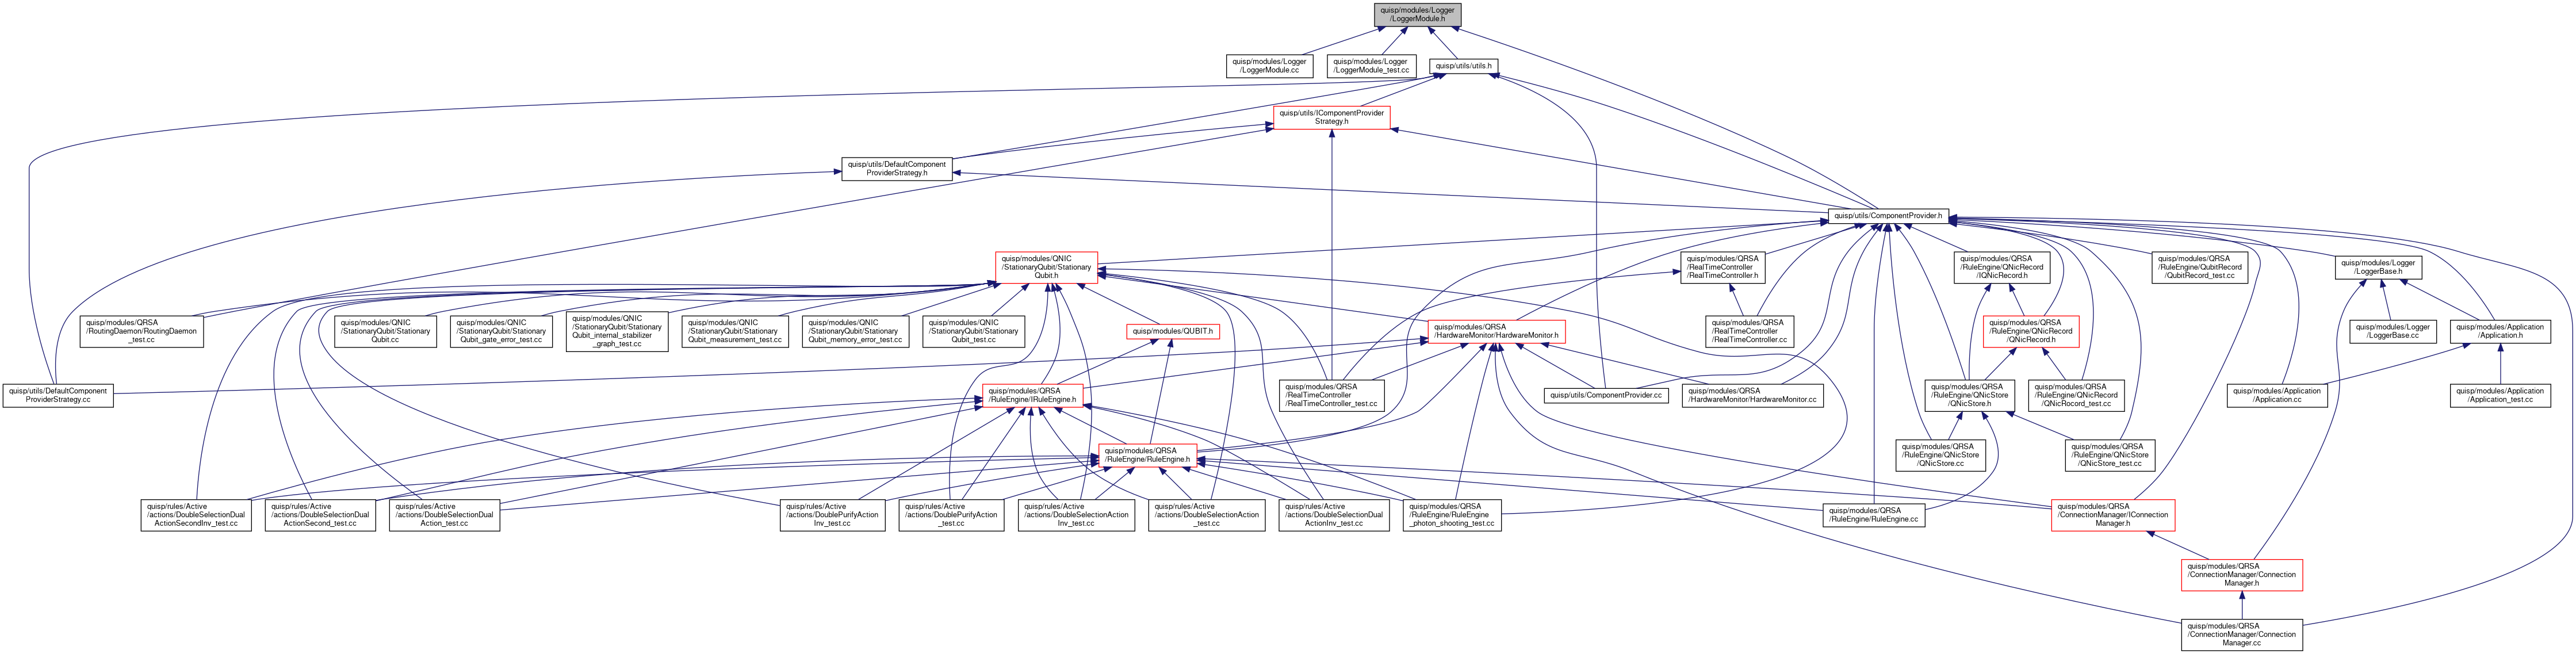 quisp/modules/Logger
/LoggerModule.h
quisp/modules/Logger
/LoggerModule.cc
quisp/modules/Logger
/LoggerModule_test.cc
quisp/utils/utils.h
quisp/utils/IComponentProvider
Strategy.h
quisp/utils/DefaultComponent
ProviderStrategy.h
quisp/utils/ComponentProvider.h
quisp/modules/QNIC
/StationaryQubit/Stationary
Qubit.h
quisp/modules/QRSA
/RealTimeController
/RealTimeController.h
quisp/modules/QRSA
/RuleEngine/QNicRecord
/IQNicRecord.h
quisp/modules/QRSA
/RuleEngine/QubitRecord
/QubitRecord_test.cc
quisp/modules/Logger
/LoggerBase.h
quisp/modules/QRSA
/RoutingDaemon/RoutingDaemon
_test.cc
quisp/modules/QNIC
/StationaryQubit/Stationary
Qubit.cc
quisp/modules/QNIC
/StationaryQubit/Stationary
Qubit_gate_error_test.cc
quisp/modules/QNIC
/StationaryQubit/Stationary
Qubit_internal_stabilizer
_graph_test.cc
quisp/modules/QNIC
/StationaryQubit/Stationary
Qubit_measurement_test.cc
quisp/modules/QNIC
/StationaryQubit/Stationary
Qubit_memory_error_test.cc
quisp/modules/QNIC
/StationaryQubit/Stationary
Qubit_test.cc
quisp/modules/QUBIT.h
quisp/modules/QRSA
/HardwareMonitor/HardwareMonitor.h
quisp/modules/QRSA
/RealTimeController
/RealTimeController.cc
quisp/modules/QRSA
/RuleEngine/QNicRecord
/QNicRecord.h
quisp/modules/Logger
/LoggerBase.cc
quisp/modules/Application
/Application.h
quisp/utils/DefaultComponent
ProviderStrategy.cc
quisp/modules/QRSA
/RuleEngine/IRuleEngine.h
quisp/modules/QRSA
/RealTimeController
/RealTimeController_test.cc
quisp/utils/ComponentProvider.cc
quisp/modules/QRSA
/HardwareMonitor/HardwareMonitor.cc
quisp/modules/QRSA
/RuleEngine/QNicStore
/QNicStore.h
quisp/modules/QRSA
/RuleEngine/QNicRecord
/QNicRocord_test.cc
quisp/modules/Application
/Application.cc
quisp/modules/Application
/Application_test.cc
quisp/modules/QRSA
/RuleEngine/RuleEngine.h
quisp/modules/QRSA
/RuleEngine/QNicStore
/QNicStore.cc
quisp/modules/QRSA
/RuleEngine/QNicStore
/QNicStore_test.cc
quisp/rules/Active
/actions/DoubleSelectionDual
ActionSecondInv_test.cc
quisp/rules/Active
/actions/DoubleSelectionDual
ActionSecond_test.cc
quisp/rules/Active
/actions/DoubleSelectionDual
Action_test.cc
quisp/rules/Active
/actions/DoublePurifyAction
Inv_test.cc
quisp/rules/Active
/actions/DoublePurifyAction
_test.cc
quisp/rules/Active
/actions/DoubleSelectionAction
Inv_test.cc
quisp/rules/Active
/actions/DoubleSelectionAction
_test.cc
quisp/rules/Active
/actions/DoubleSelectionDual
ActionInv_test.cc
quisp/modules/QRSA
/RuleEngine/RuleEngine
_photon_shooting_test.cc
quisp/modules/QRSA
/RuleEngine/RuleEngine.cc
quisp/modules/QRSA
/ConnectionManager/IConnection
Manager.h
quisp/modules/QRSA
/ConnectionManager/Connection
Manager.h
quisp/modules/QRSA
/ConnectionManager/Connection
Manager.cc